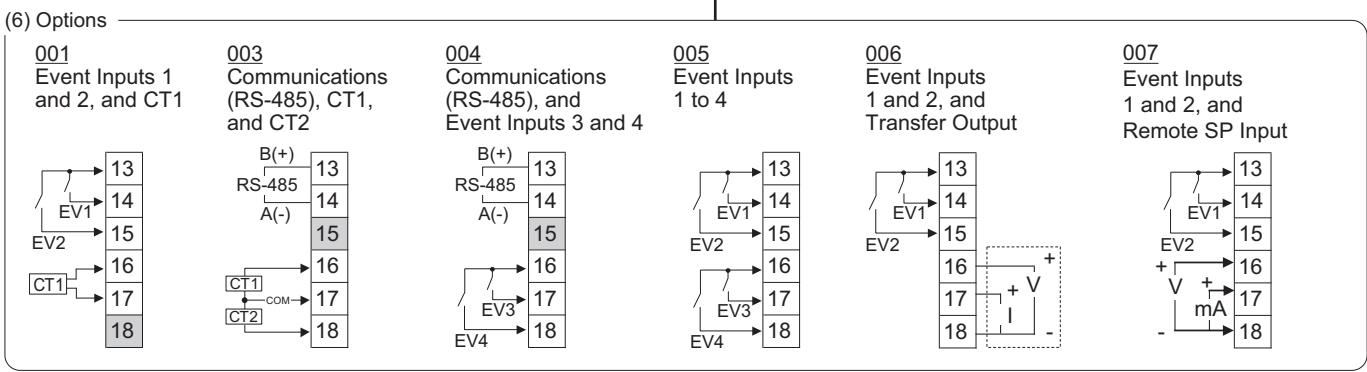 (6) Options
001
Event Inputs 1
and 2, and CT1
13
14
EV1
15
EV2
16
CT1
17
18
003
Communications
(RS-485), CT1,
and CT2
B(+)
13
RS-485
14
A(-)
15
16
CT1
COM
17
CT2
18
004
Communications
(RS-485), and
Event Inputs 3 and 4
B(+)
13
RS-485
14
A(-)
15
16
17
EV3
18
EV4
005
Event Inputs
1 to 4
13
14
EV1
15
EV2
16
17
EV3
18
EV4
006
Event Inputs
1 and 2, and
Transfer Output
13
14
EV1
15
EV2
16
+
V
17
+
I
18
-
007
Event Inputs
1 and 2, and
Remote SP Input
13
14
EV1
15
EV2
+
16
V
+
17
mA
-
18